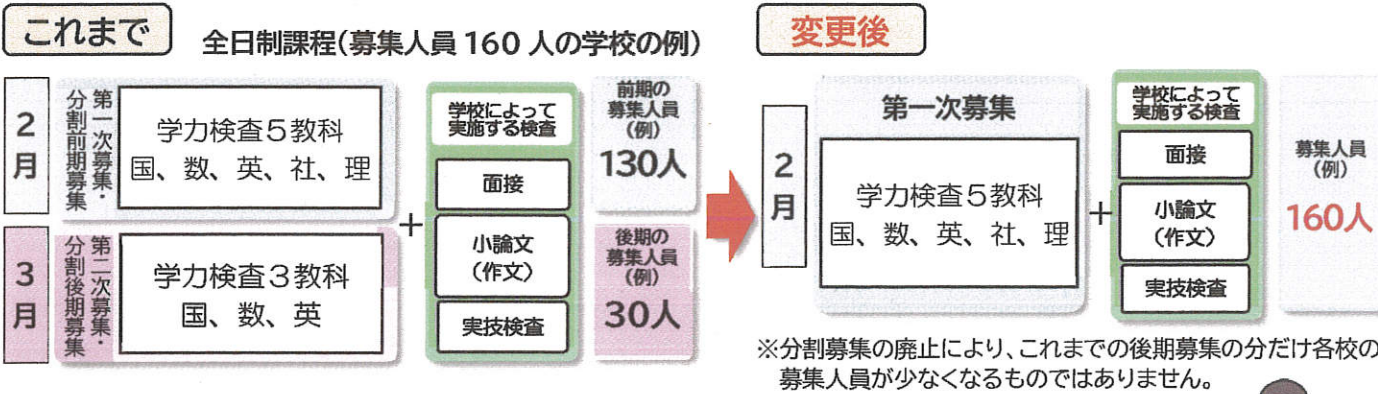 これまで
全日制課程(募集人員160人の学校の例)
2月
第一次募集・
分割前期募集
学力検査5教科
国、数、英、社、理
3月
第二次募集・
分割後期募集
学力検査3教科
国、数、英
+
学校によって
実施する検査
面接
小論文
(作文)
実技検査
前期の
募集人員
(例)
130人
後期の
募集人員
(例)
30人
変更後
2月
第一次募集
学力検査5教科
国、数、英、社、理
+
学校によって
実施する検査
面接
小論文
(作文)
実技検査
募集人員
(例)
160人
※分割募集の廃止により、これまでの後期募集の分だけ各校の
募集人員が少なくなるものではありません。